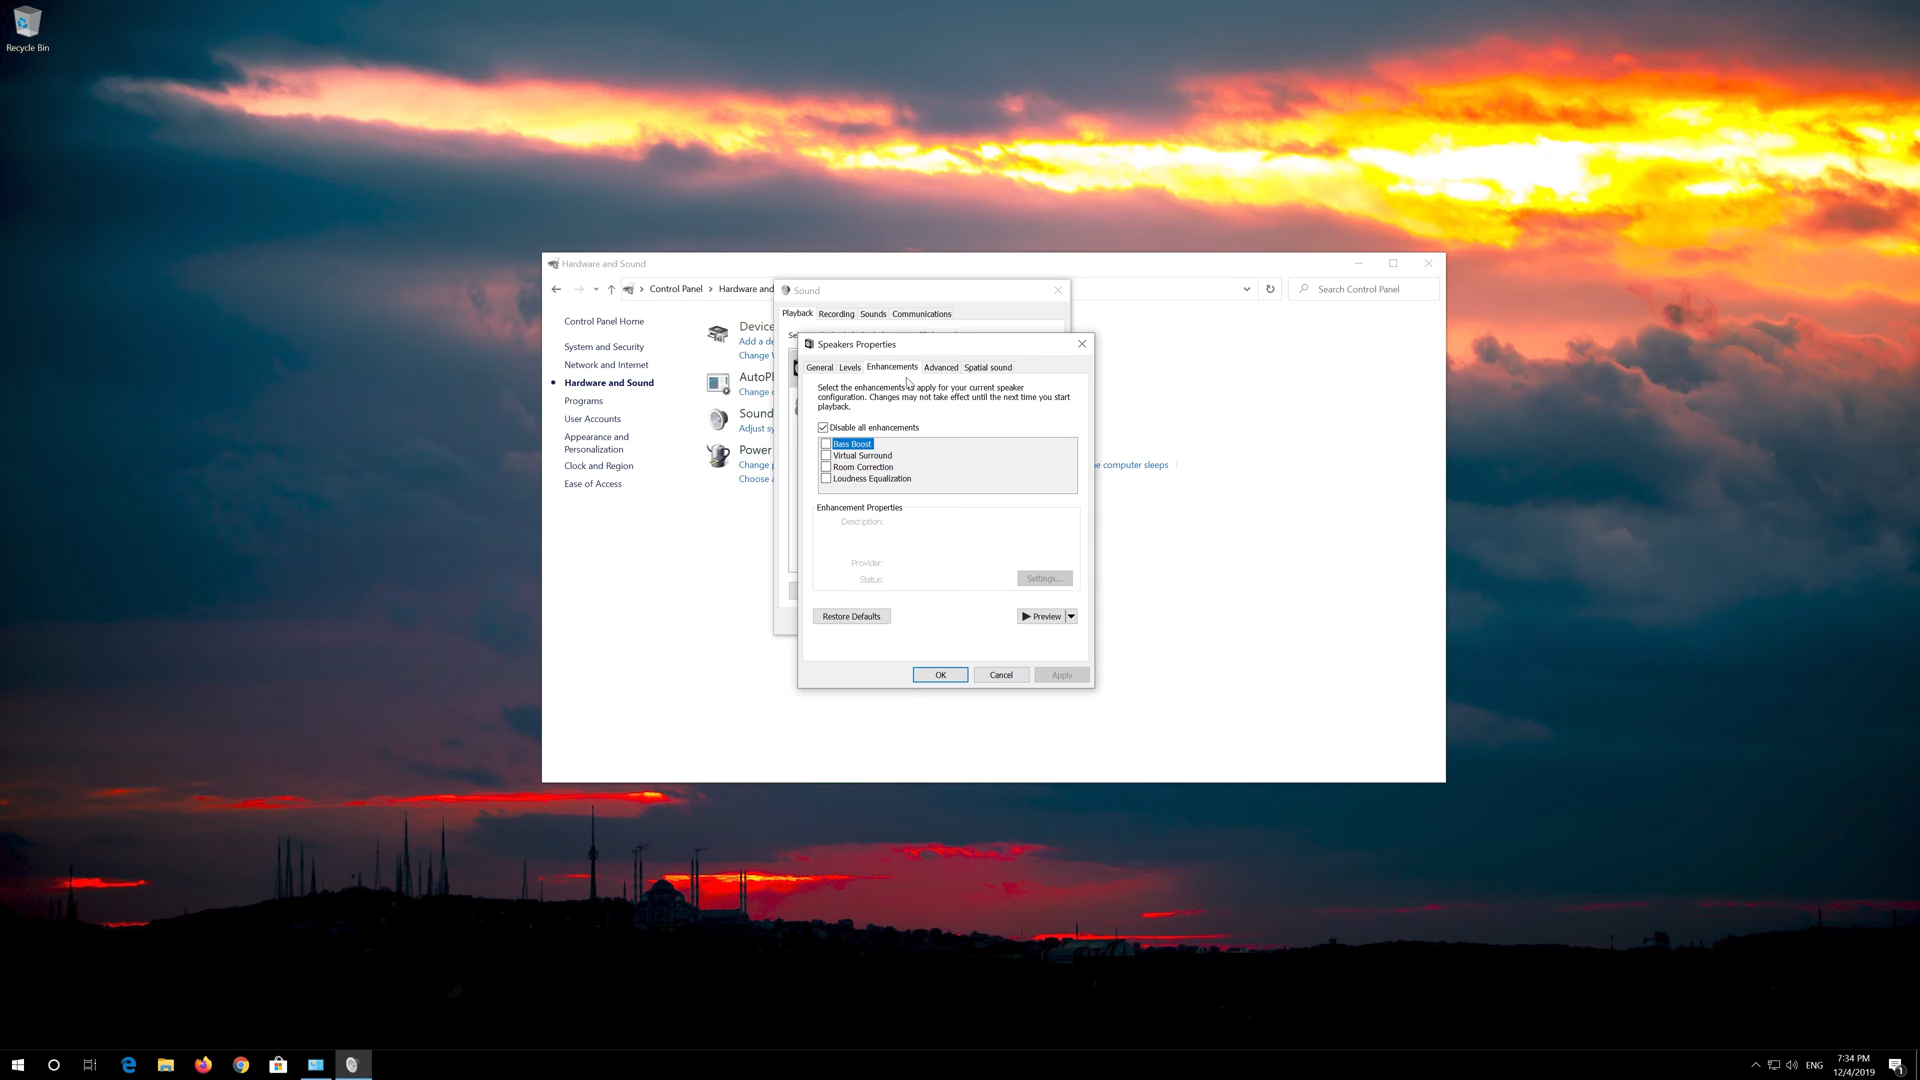 Recycle Bin
Hardware and Sound
Control Panel
Hardware and
Search Control Panel
Control Panel Home
System and Security
Network and Internet
Hardware and Sound
Programs
User Accounts
Appearance and
Personalization
Clock and Region
Ease of Access
Device
Add a de
Change W
AutoPl
Change d
Sound
Adjust sy
Power
Change p
Choose a
he computer sleeps
Sound
Playback
Recording
Sounds
Communications
Se
Speakers Properties
General
Levels
Enhancements
Advanced
Spatial sound
Select the enhancements to apply for your current speaker
configuration. Changes may not take effect until the next time you start
playback.
Disable all enhancements
Bass Boost
Virtual Surround
Room Correction
Loudness Equalization
Enhancement Properties
Description:
Provider:
Status:
Settings...
Restore Defaults
Preview
OK
Cancel
Apply
ENG
7:34 PM
12/4/2019
1